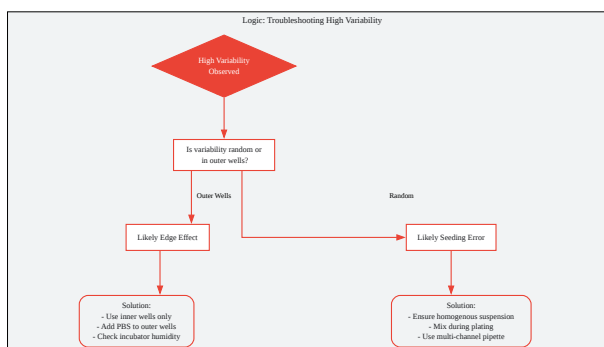 Logic: Troubleshooting High Variability
High Variability
Observed
Is variability random or
in outer wells?
Outer Wells
Random
Likely Edge Effect
Likely Seeding Error
Solution:
- Use inner wells only
- Add PBS to outer wells
- Check incubator humidity
Solution:
- Ensure homogenous suspension
- Mix during plating
- Use multi-channel pipette